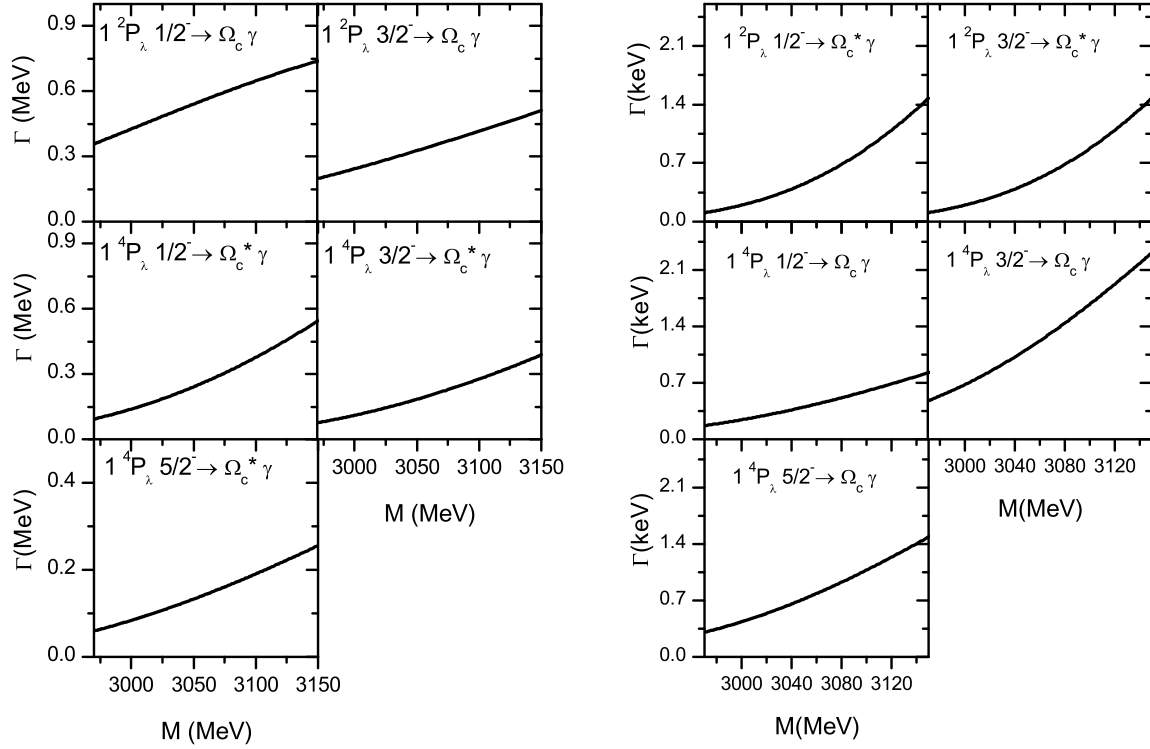 0.9
1 ²Pλ 1/2⁻→ Ωc γ
1 ²Pλ 3/2⁻→ Ωc γ
0.6
Γ (MeV)
0.3
0.0
0.9
1 ⁴Pλ 1/2⁻→ Ωc* γ
1 ⁴Pλ 3/2⁻→ Ωc* γ
0.6
Γ (MeV)
0.3
0.0
3000 3050 3100 3150
M (MeV)
1 ⁴Pλ 5/2⁻→ Ωc* γ
0.4
Γ(MeV)
0.2
0.0
3000 3050 3100 3150
M (MeV)
2.1
1 ²Pλ 1/2⁻→ Ωc* γ
1 ²Pλ 3/2⁻→ Ωc* γ
1.4
Γ(keV)
0.7
0.0
2.1
1 ⁴Pλ 1/2⁻→ Ωc γ
1 ⁴Pλ 3/2⁻→ Ωc γ
1.4
Γ(keV)
0.7
0.0
3000 3040 3080 3120
M(MeV)
2.1
1 ⁴Pλ 5/2⁻→ Ωc γ
1.4
Γ(keV)
0.7
0.0
3000 3040 3080 3120
M(MeV)